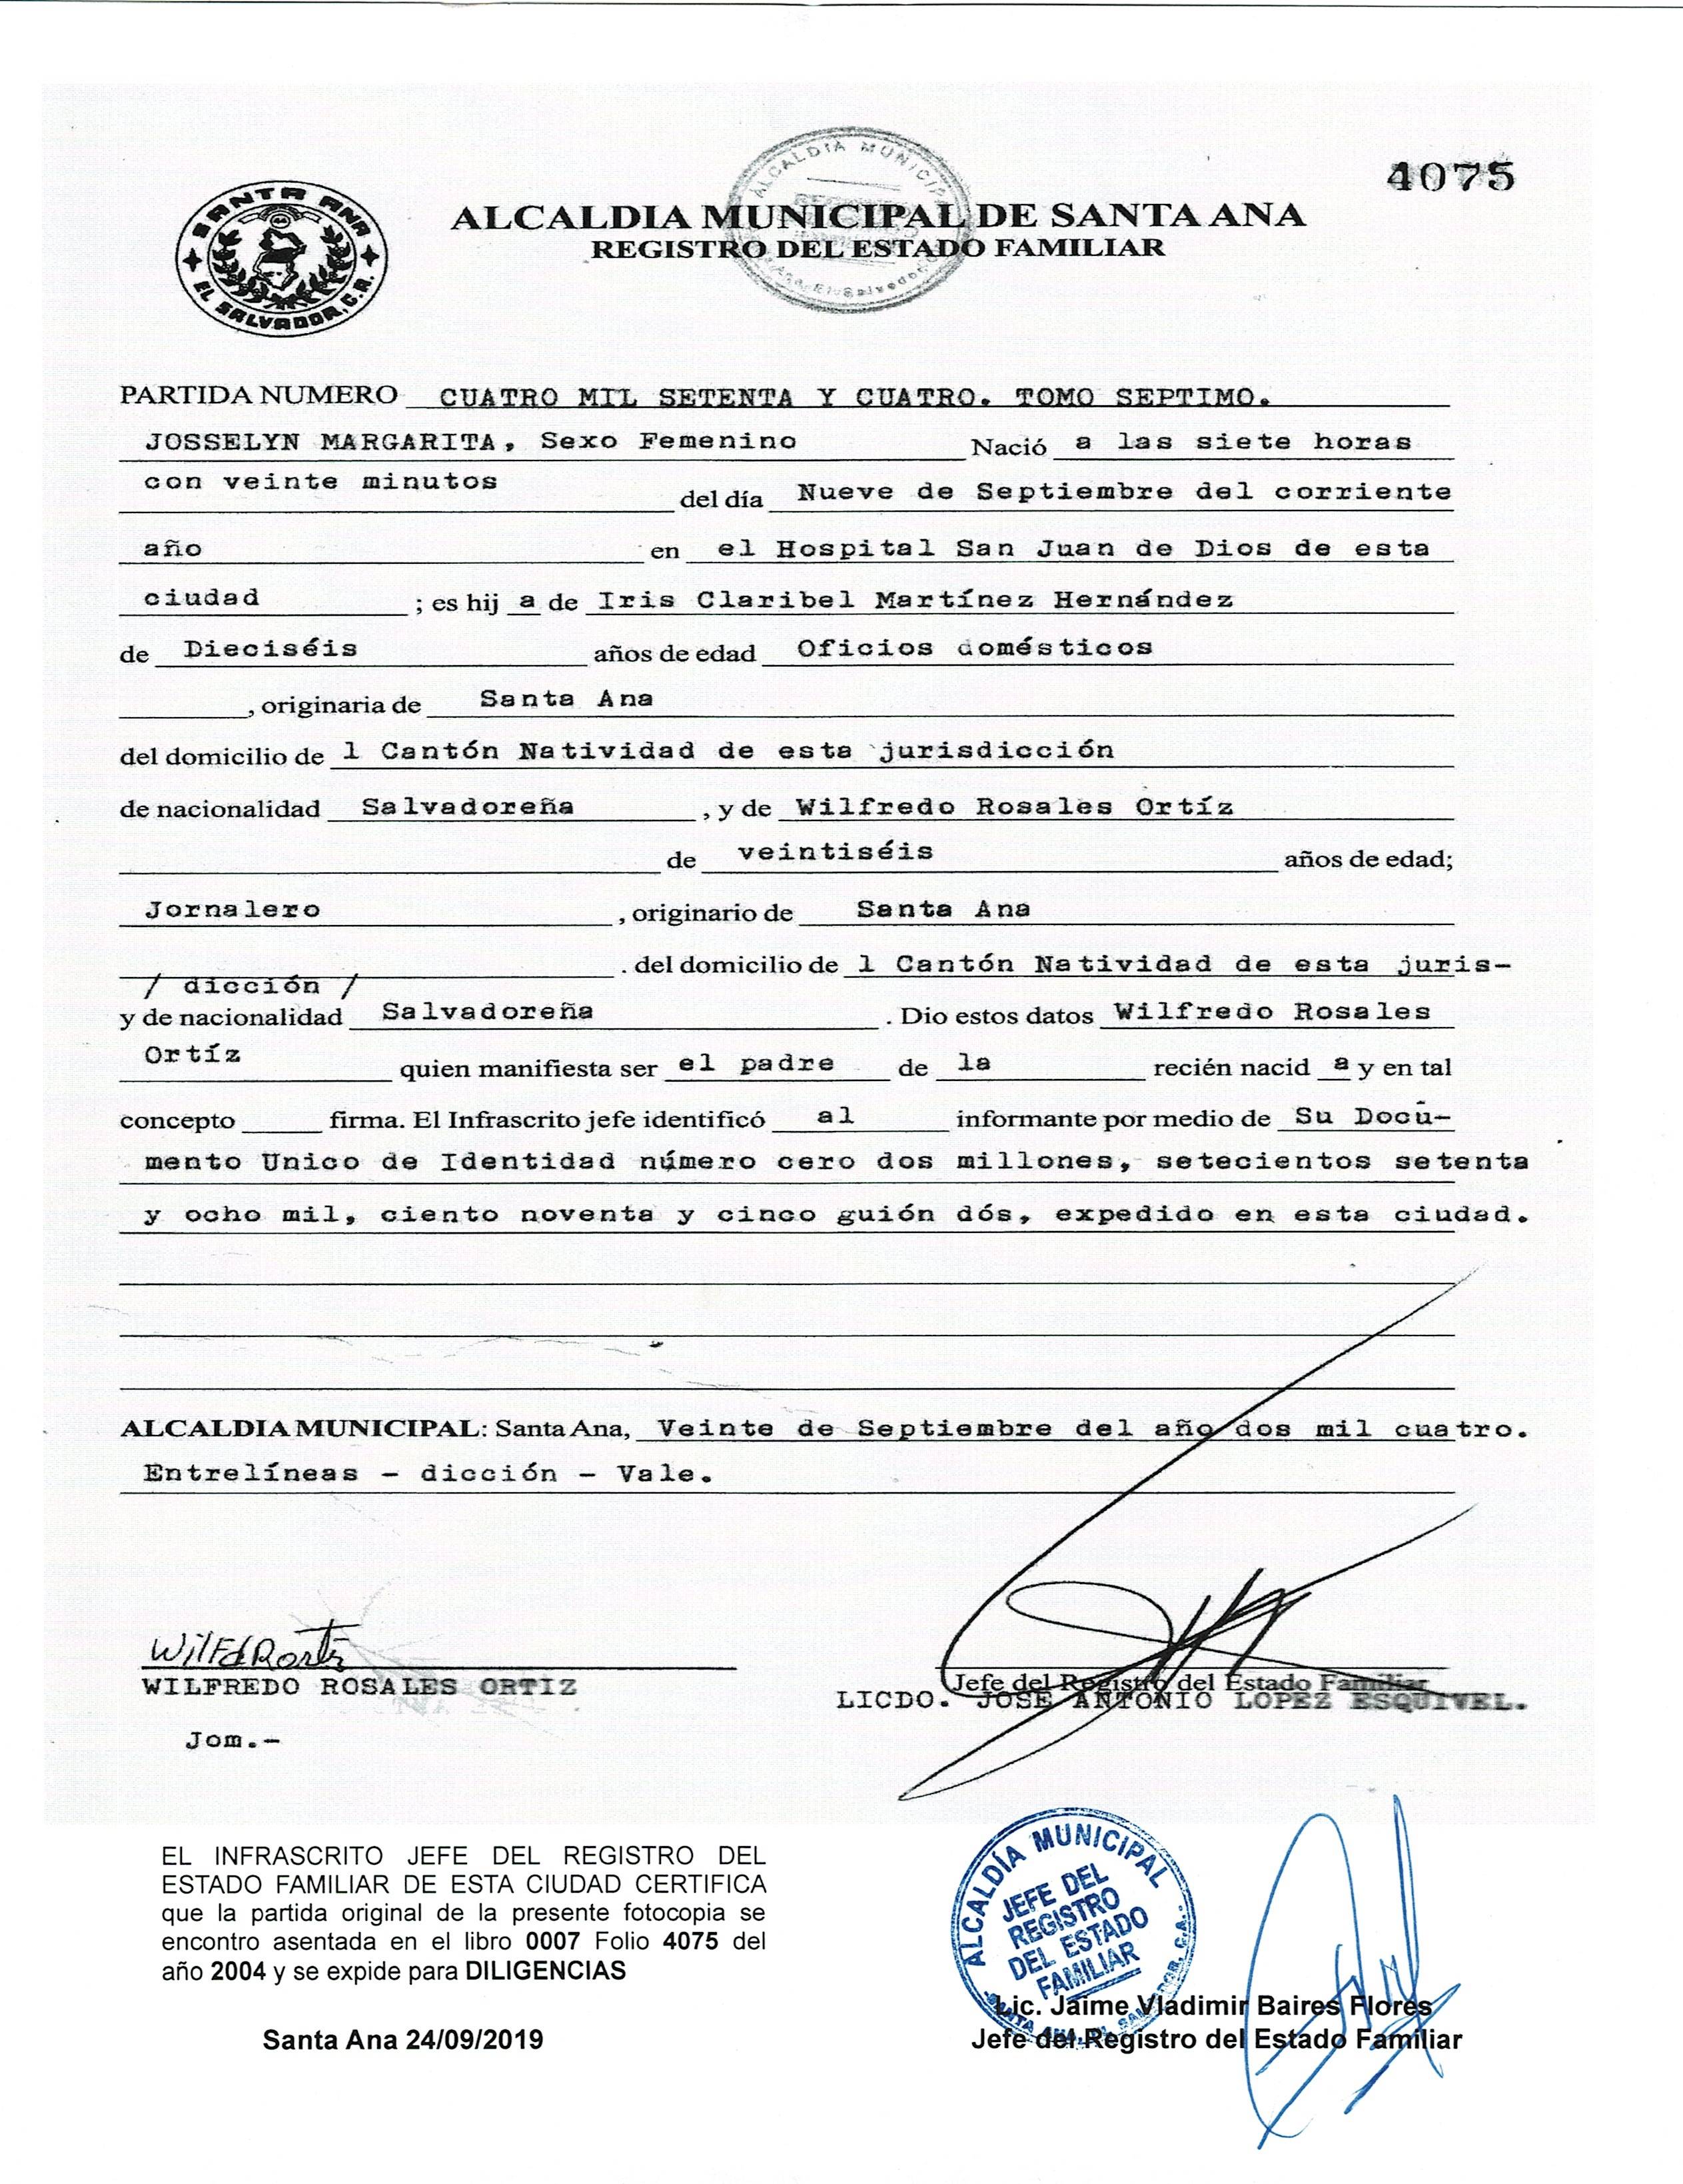 4075
SANTA ANA
EL SALVADOR, C.A.
ALCALDIA MUNICIPAL
ALCALDIA MUNICIPAL DE SANTA ANA
REGISTRO DEL ESTADO FAMILIAR
PARTIDA NUMERO CUATRO MIL SETENTA Y CUATRO. TOMO SEPTIMO.
JOSSELYN MARGARITA, Sexo Femenino Nació a las siete horas
con veinte minutos del día Nueve de Septiembre del corriente
año en el Hospital San Juan de Dios de esta
ciudad ; es hij a de Iris Claribel Martínez Hernández
de Dieciséis años de edad Oficios domésticos
, originaria de Santa Ana
del domicilio de l Cantón Natividad de esta jurisdicción
de nacionalidad Salvadoreña , y de Wilfredo Rosales Ortíz
de veintiséis años de edad;
Jornalero , originario de Santa Ana
. del domicilio de l Cantón Natividad de esta juris-
/ dicción /
y de nacionalidad Salvadoreña . Dio estos datos Wilfredo Rosales
Ortíz quien manifiesta ser el padre de la recién nacid a y en tal
concepto firma. El Infrascrito jefe identificó al informante por medio de Su Docu-
mento Unico de Identidad número cero dos millones, setecientos setenta
y ocho mil, ciento noventa y cinco guión dós, expedido en esta ciudad.
ALCALDIA MUNICIPAL: Santa Ana, Veinte de Septiembre del año dos mil cuatro.
Entrelíneas - dicción - Vale.
WILFREDO ROSALES ORTIZ
Jefe del Registro del Estado Familiar
LICDO. JOSE ANTONIO LOPEZ ESQUIVEL.
Jom.-
EL INFRASCRITO JEFE DEL REGISTRO DEL
ESTADO FAMILIAR DE ESTA CIUDAD CERTIFICA
que la partida original de la presente fotocopia se
encontro asentada en el libro 0007 Folio 4075 del
año 2004 y se expide para DILIGENCIAS
Santa Ana 24/09/2019
ALCALDÍA MUNICIPAL
JEFE DEL
REGISTRO
DEL ESTADO
FAMILIAR
SANTA ANA, EL SALVADOR, C.A.
Lic. Jaime Vladimir Baires Flores
Jefe del Registro del Estado Familiar